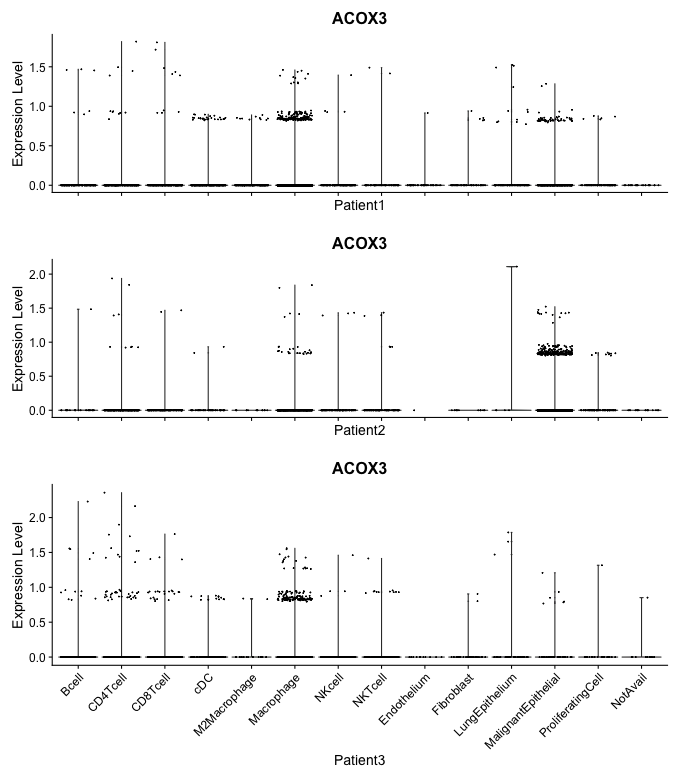 ACOX3
Expression Level
1.5
1.0
0.5
0.0
Patient1
ACOX3
Expression Level
2.0
1.5
1.0
0.5
0.0
Patient2
ACOX3
Expression Level
2.0
1.5
1.0
0.5
0.0
Bcell
CD4Tcell
CD8Tcell
cDC
M2Macrophage
Macrophage
NKcell
NKTcell
Endothelium
Fibroblast
LungEpithelium
MalignantEpithelial
ProliferatingCell
NotAvail
Patient3